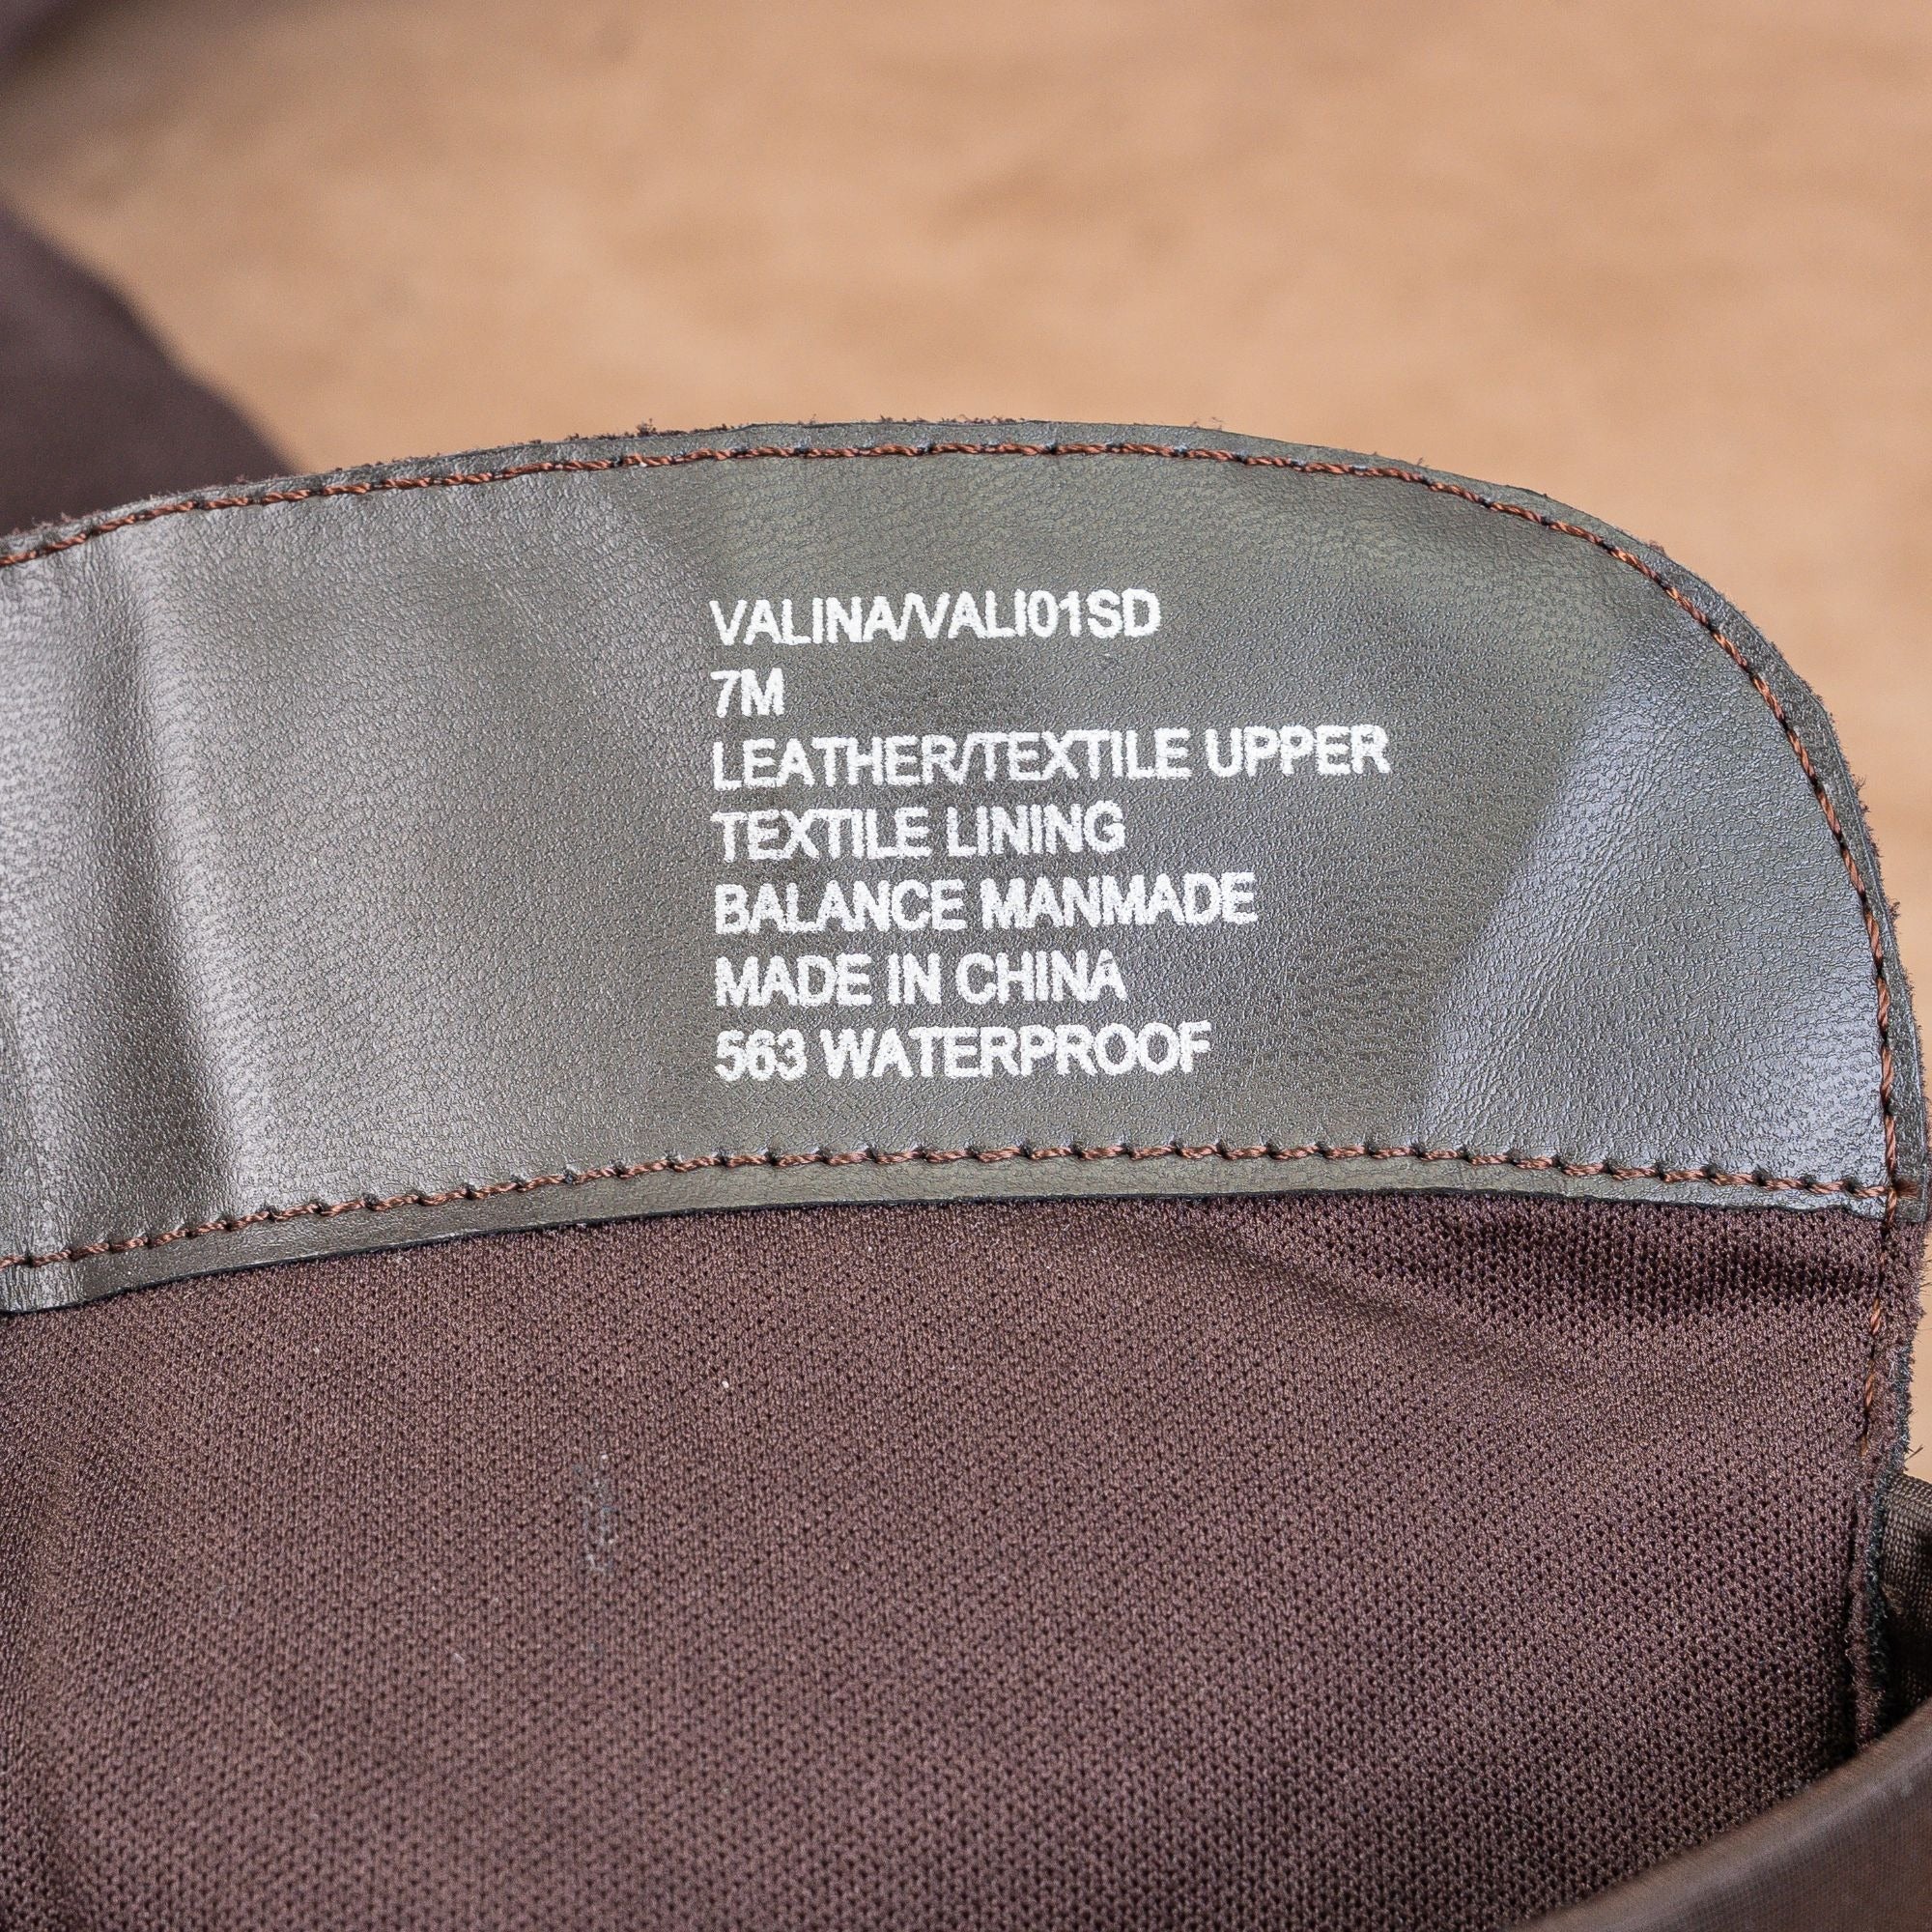 VALINA/VALI01SD
7M
LEATHER/TEXTILE UPPER
TEXTILE LINING
BALANCE MANMADE
MADE IN CHINA
563 WATERPROOF